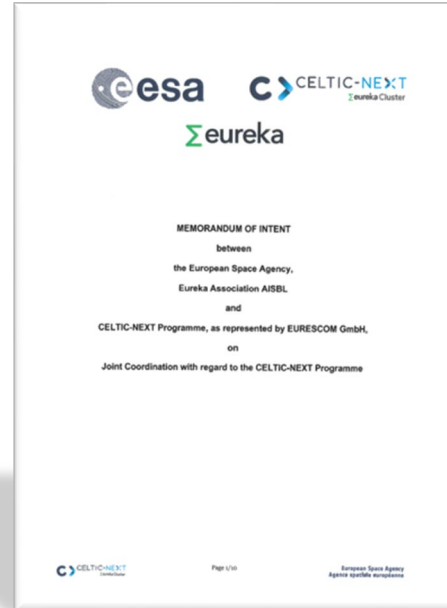 esa
CELTIC-NEXT
Σeureka Cluster
Σeureka
MEMORANDUM OF INTENT
between
the European Space Agency,
Eureka Association AISBL
and
CELTIC-NEXT Programme, as represented by EURESCOM GmbH,
on
Joint Coordination with regard to the CELTIC-NEXT Programme
CELTIC-NEXT
Page 1/10
European Space Agency
Agence spatiale européenne